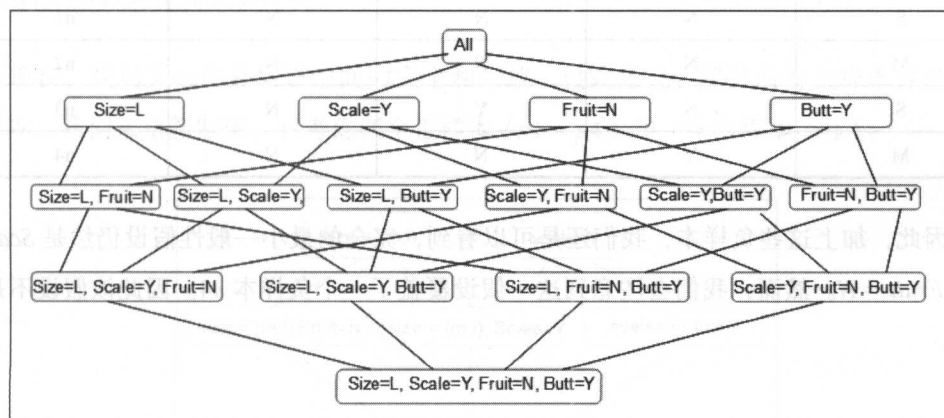 All
Size=L Scale=Y Fruit=N Butt=Y
Size=L, Fruit=N Size=L, Scale=Y, Size=L, Butt=Y Scale=Y, Fruit=N Scale=Y,Butt=Y Fruit=N, Butt=Y
Size=L, Scale=Y,Fruit=N Size=L, Scale=Y, Butt=Y Size=L, Fruit=N, Butt=Y Scale=Y,Fruit=N, Butt=Y
Size=L, Scale=Y, Fruit=N, Butt=Y